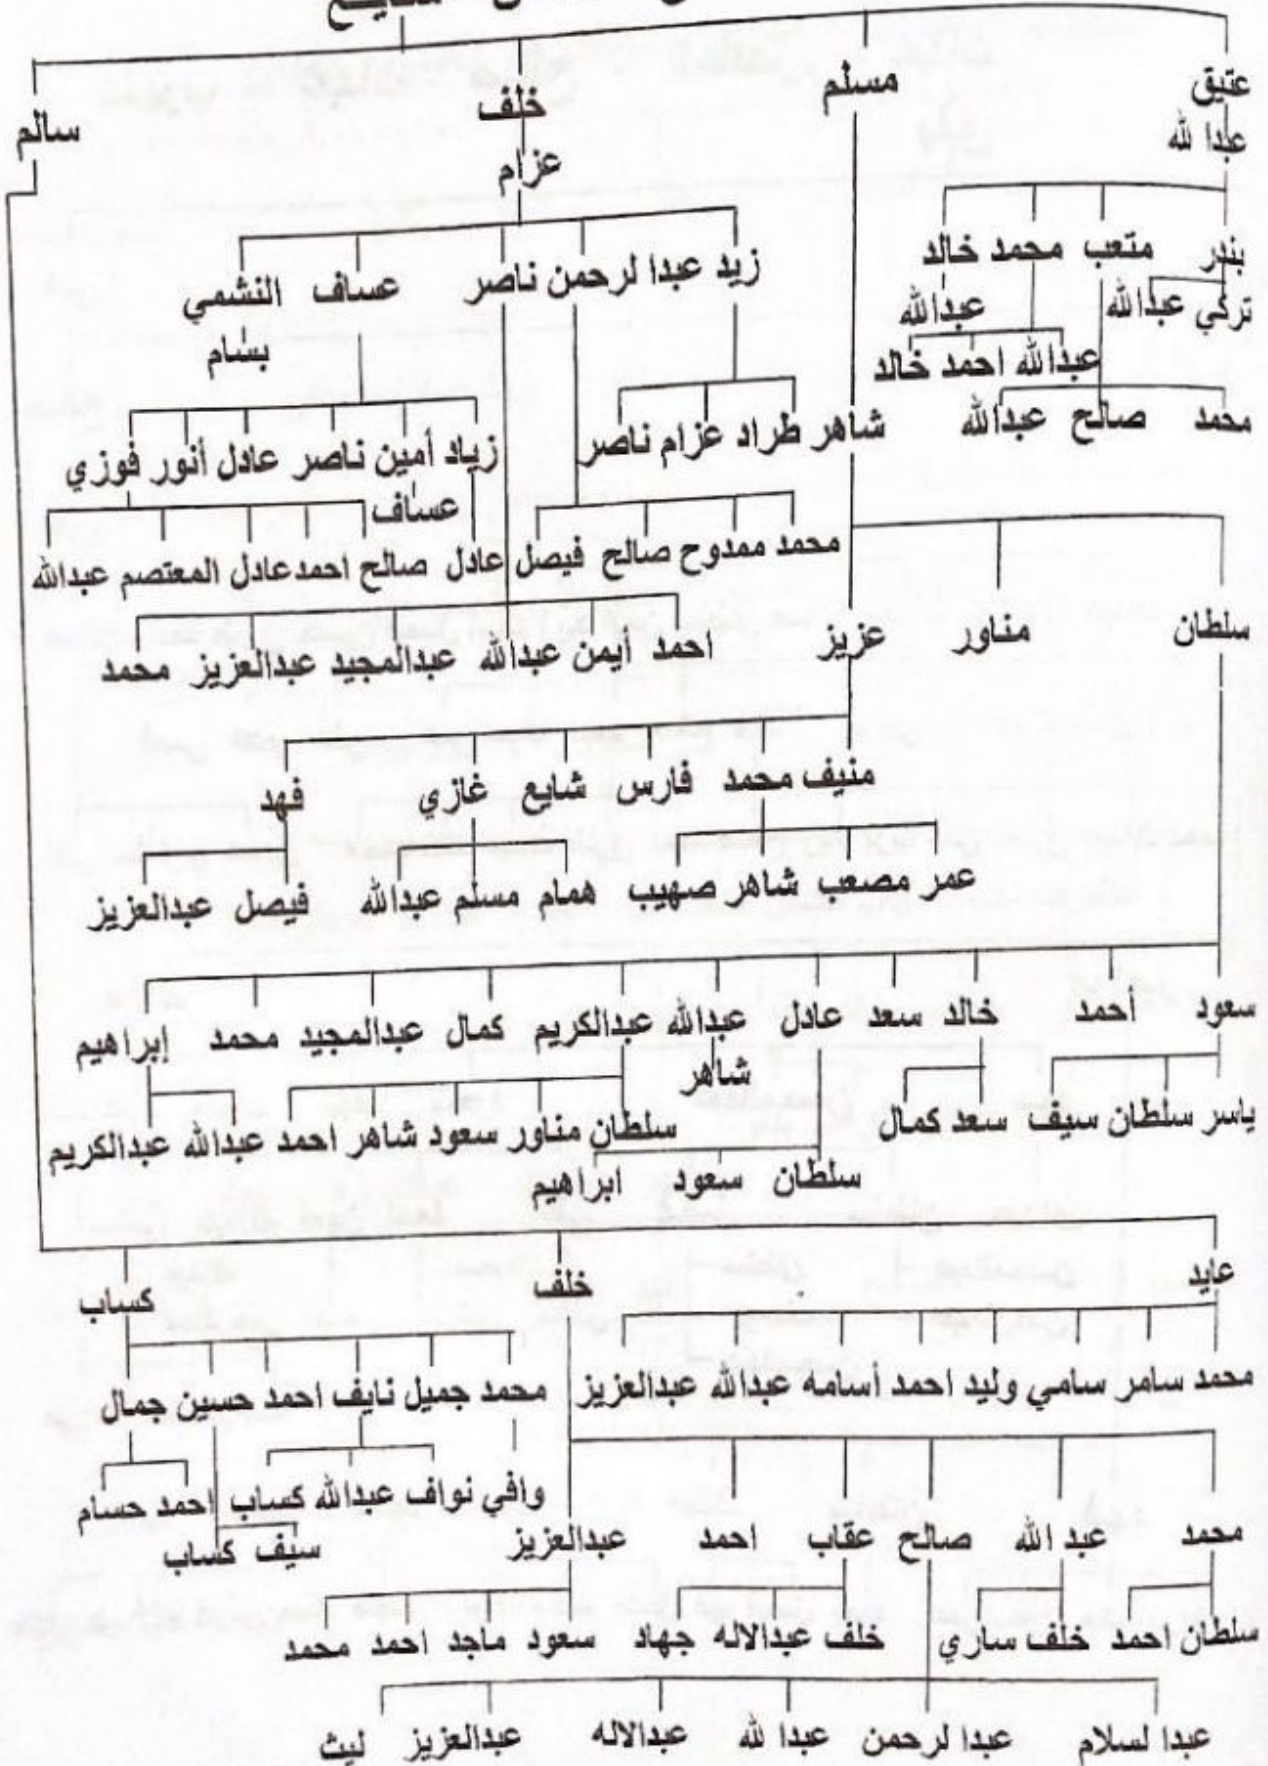 عتيق مسلم خلف سالم
عبدا لله عزام
بندر متعب محمد خالد
زيد عبدا لرحمن ناصر عساف النشمي
تركي عبدالله عبدالله
بسام
عبدالله احمد خالد
محمد صالح عبدالله
شاهر طراد عزام ناصر
زياد أمين ناصر عادل أنور فوزي
عساف
محمد ممدوح صالح فيصل
عادل صالح احمد عادل المعتصم عبدالله
سلطان مناور عزيز
احمد أيمن عبدالله عبدالمجيد عبدالعزيز محمد
منيف محمد فارس شايع غازي فهد
عمر مصعب شاهر صهيب همام مسلم عبدالله فيصل عبدالعزيز
سعود أحمد خالد سعد عادل عبدالله عبدالكريم كمال عبدالمجيد محمد إبراهيم
شاهر
ياسر سلطان سيف سعد كمال سلطان مناور سعود شاهر احمد عبدالله عبدالكريم
سلطان سعود ابراهيم
عايد خلف كساب
محمد سامر سامي وليد احمد أسامه عبدالله عبدالعزيز
محمد جميل نايف احمد حسين جمال
وافي نواف عبدالله كساب احمد حسام
سيف كساب
محمد عبد الله صالح عقاب احمد عبدالعزيز
سلطان احمد خلف ساري خلف عبدالاله جهاد سعود ماجد احمد محمد
عبدا لسلام عبدا لرحمن عبدا لله عبدالاله عبدالعزيز ليث